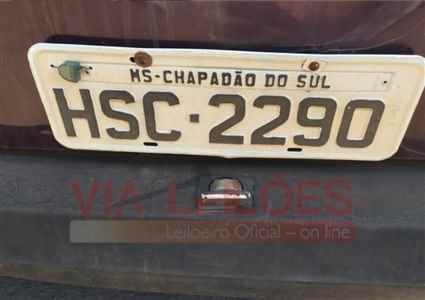 MS-CHAPADÃO DO SUL
HSC·2290
VIA LEILÕES
Leiloeiro Oficial – on line